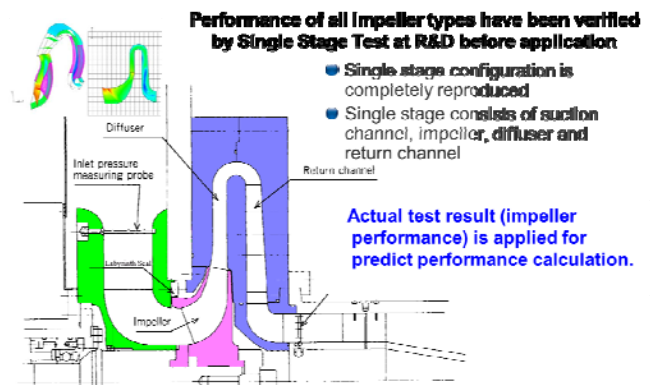 Performance of all Impeller types have been verified
by Single Stage Test at R&D before application
Single stage configuration is
completely reproduced
Single stage consists of suction
channel, impeller, diffuser and
return channel
Diffuser
Inlet pressure
measuring probe
Return channel
Actual test result (impeller
performance) is applied for
predict performance calculation.
Labyrinth Seal
Impeller